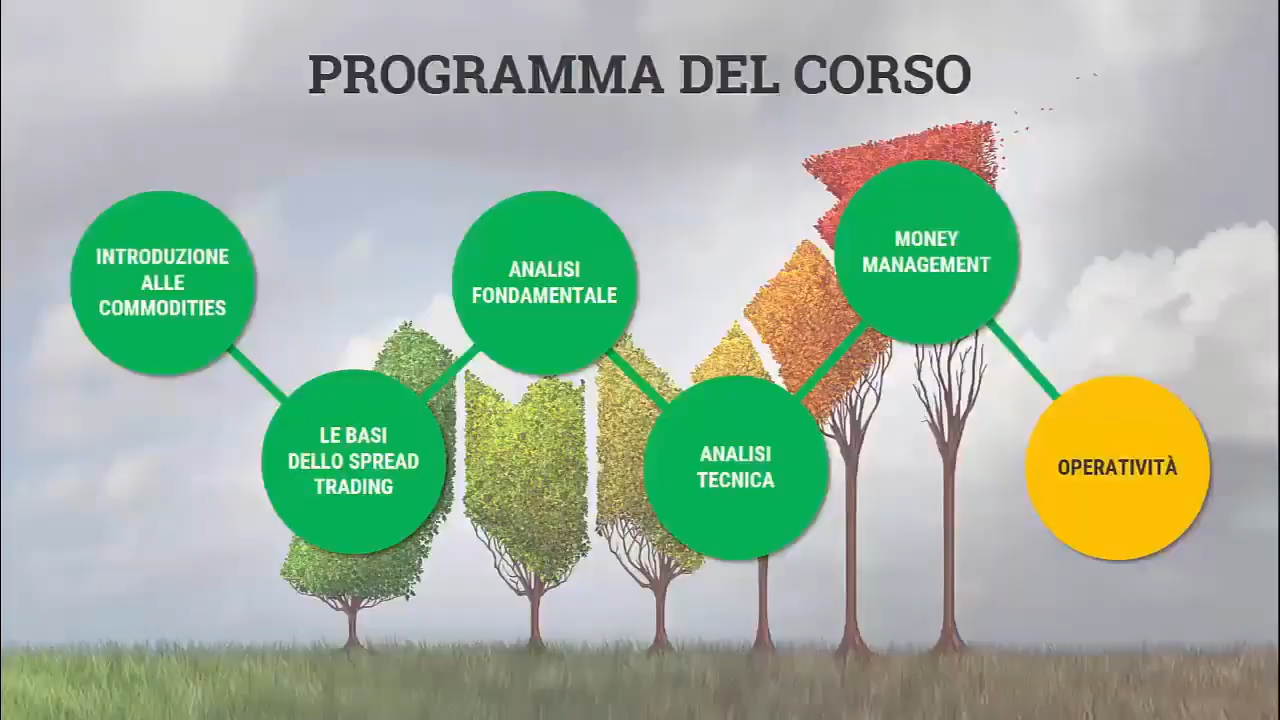 PROGRAMMA DEL CORSO
INTRODUZIONE
ALLE
COMMODITIES
LE BASI
DELLO SPREAD
TRADING
ANALISI
FONDAMENTALE
ANALISI
TECNICA
MONEY
MANAGEMENT
OPERATIVITÀ